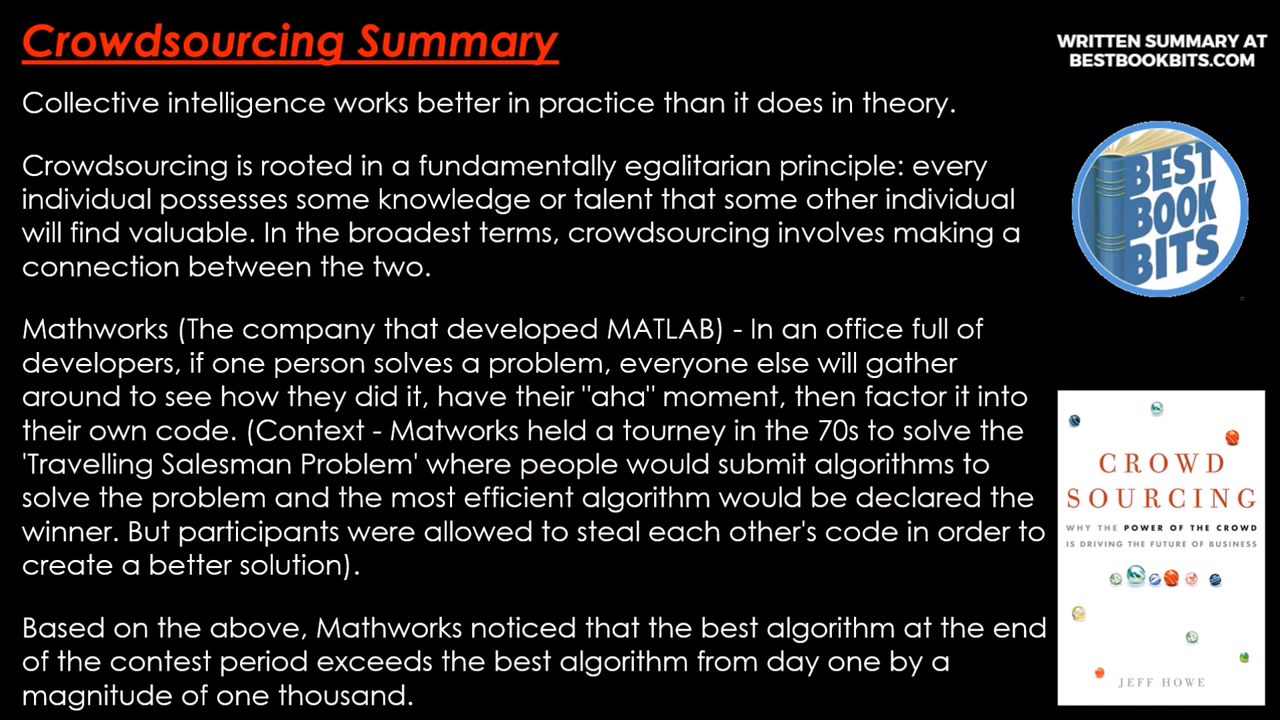 Crowdsourcing Summary
WRITTEN SUMMARY AT
BESTBOOKBITS.COM
Collective intelligence works better in practice than it does in theory.
Crowdsourcing is rooted in a fundamentally egalitarian principle: every
individual possesses some knowledge or talent that some other individual
will find valuable. In the broadest terms, crowdsourcing involves making a
connection between the two.
BEST
BOOK
BITS
Mathworks (The company that developed MATLAB) - In an office full of
developers, if one person solves a problem, everyone else will gather
around to see how they did it, have their "aha" moment, then factor it into
their own code. (Context - Matworks held a tourney in the 70s to solve the
'Travelling Salesman Problem' where people would submit algorithms to
solve the problem and the most efficient algorithm would be declared the
winner. But participants were allowed to steal each other's code in order to
create a better solution).
Based on the above, Mathworks noticed that the best algorithm at the end
of the contest period exceeds the best algorithm from day one by a
magnitude of one thousand.
CROWD
SOURCING
WHY THE POWER OF THE CROWD
IS DRIVING THE FUTURE OF BUSINESS
JEFF HOWE